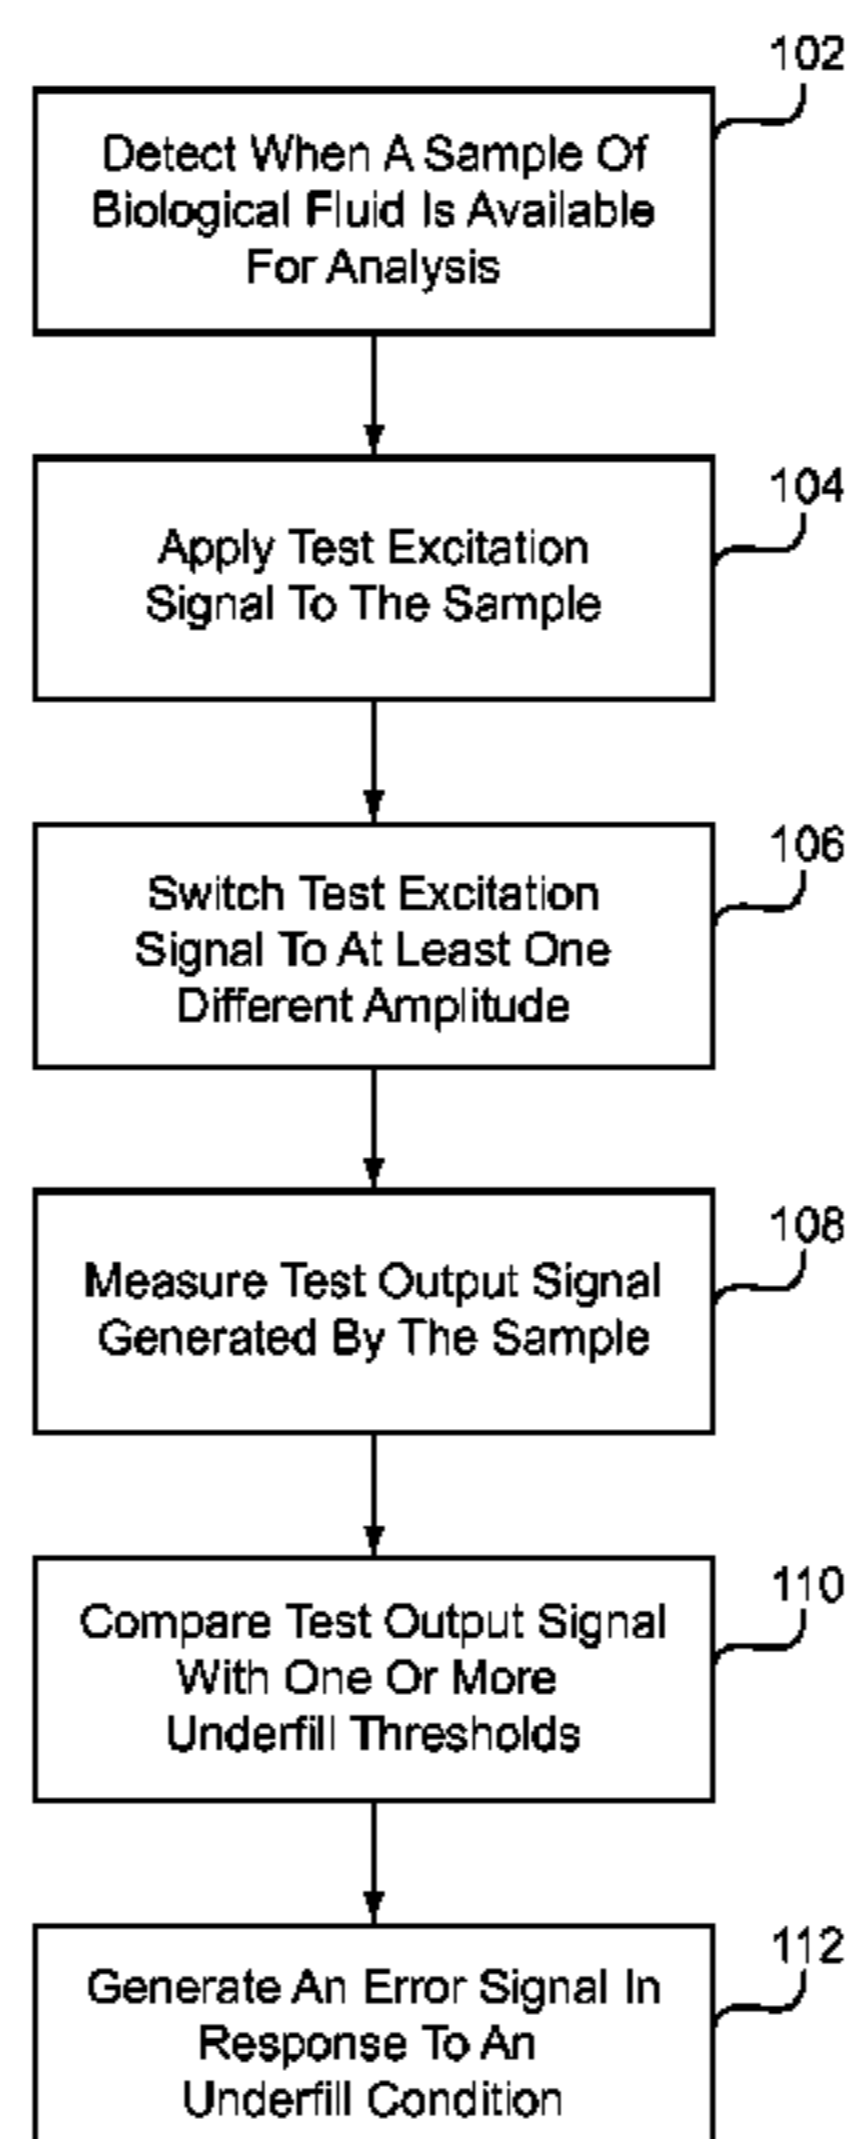 102
Detect When A Sample Of
Biological Fluid Is Available
For Analysis
104
Apply Test Excitation
Signal To The Sample
106
Switch Test Excitation
Signal To At Least One
Different Amplitude
108
Measure Test Output Signal
Generated By The Sample
110
Compare Test Output Signal
With One Or More
Underfill Thresholds
112
Generate An Error Signal In
Response To An
Underfill Condition